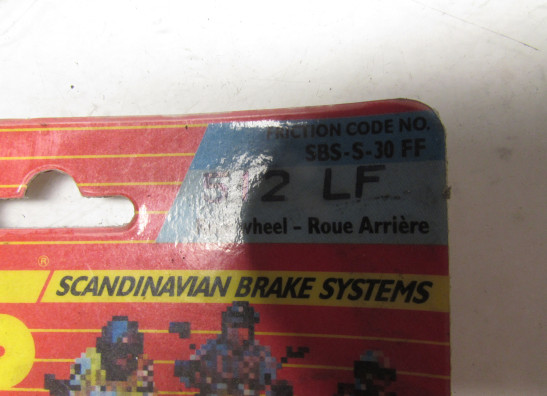 FRICTION CODE NO.
SBS-S-30 FF
2 LF
wheel - Roue Arrière
®
SCANDINAVIAN BRAKE SYSTEMS